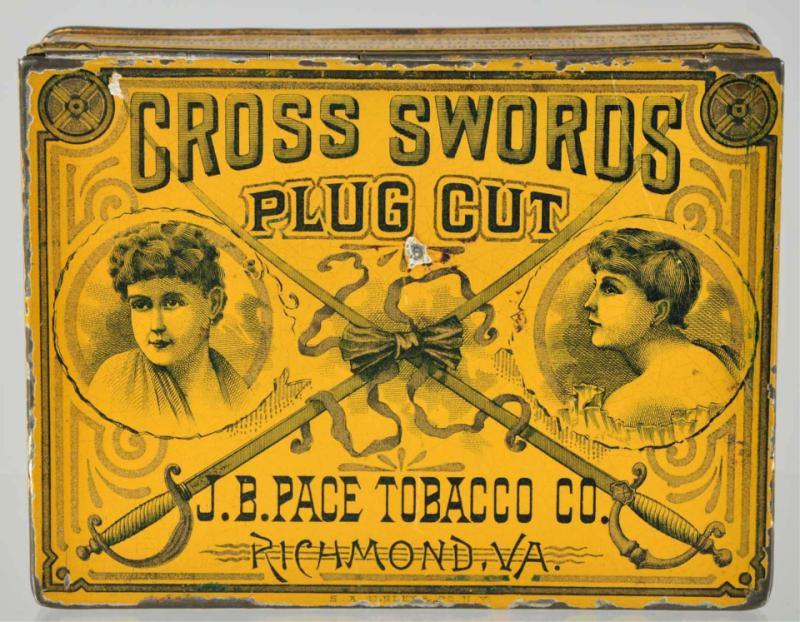 CROSS SWORDS
PLUG CUT
J.B. PACE TOBACCO CO.
RICHMOND, VA.